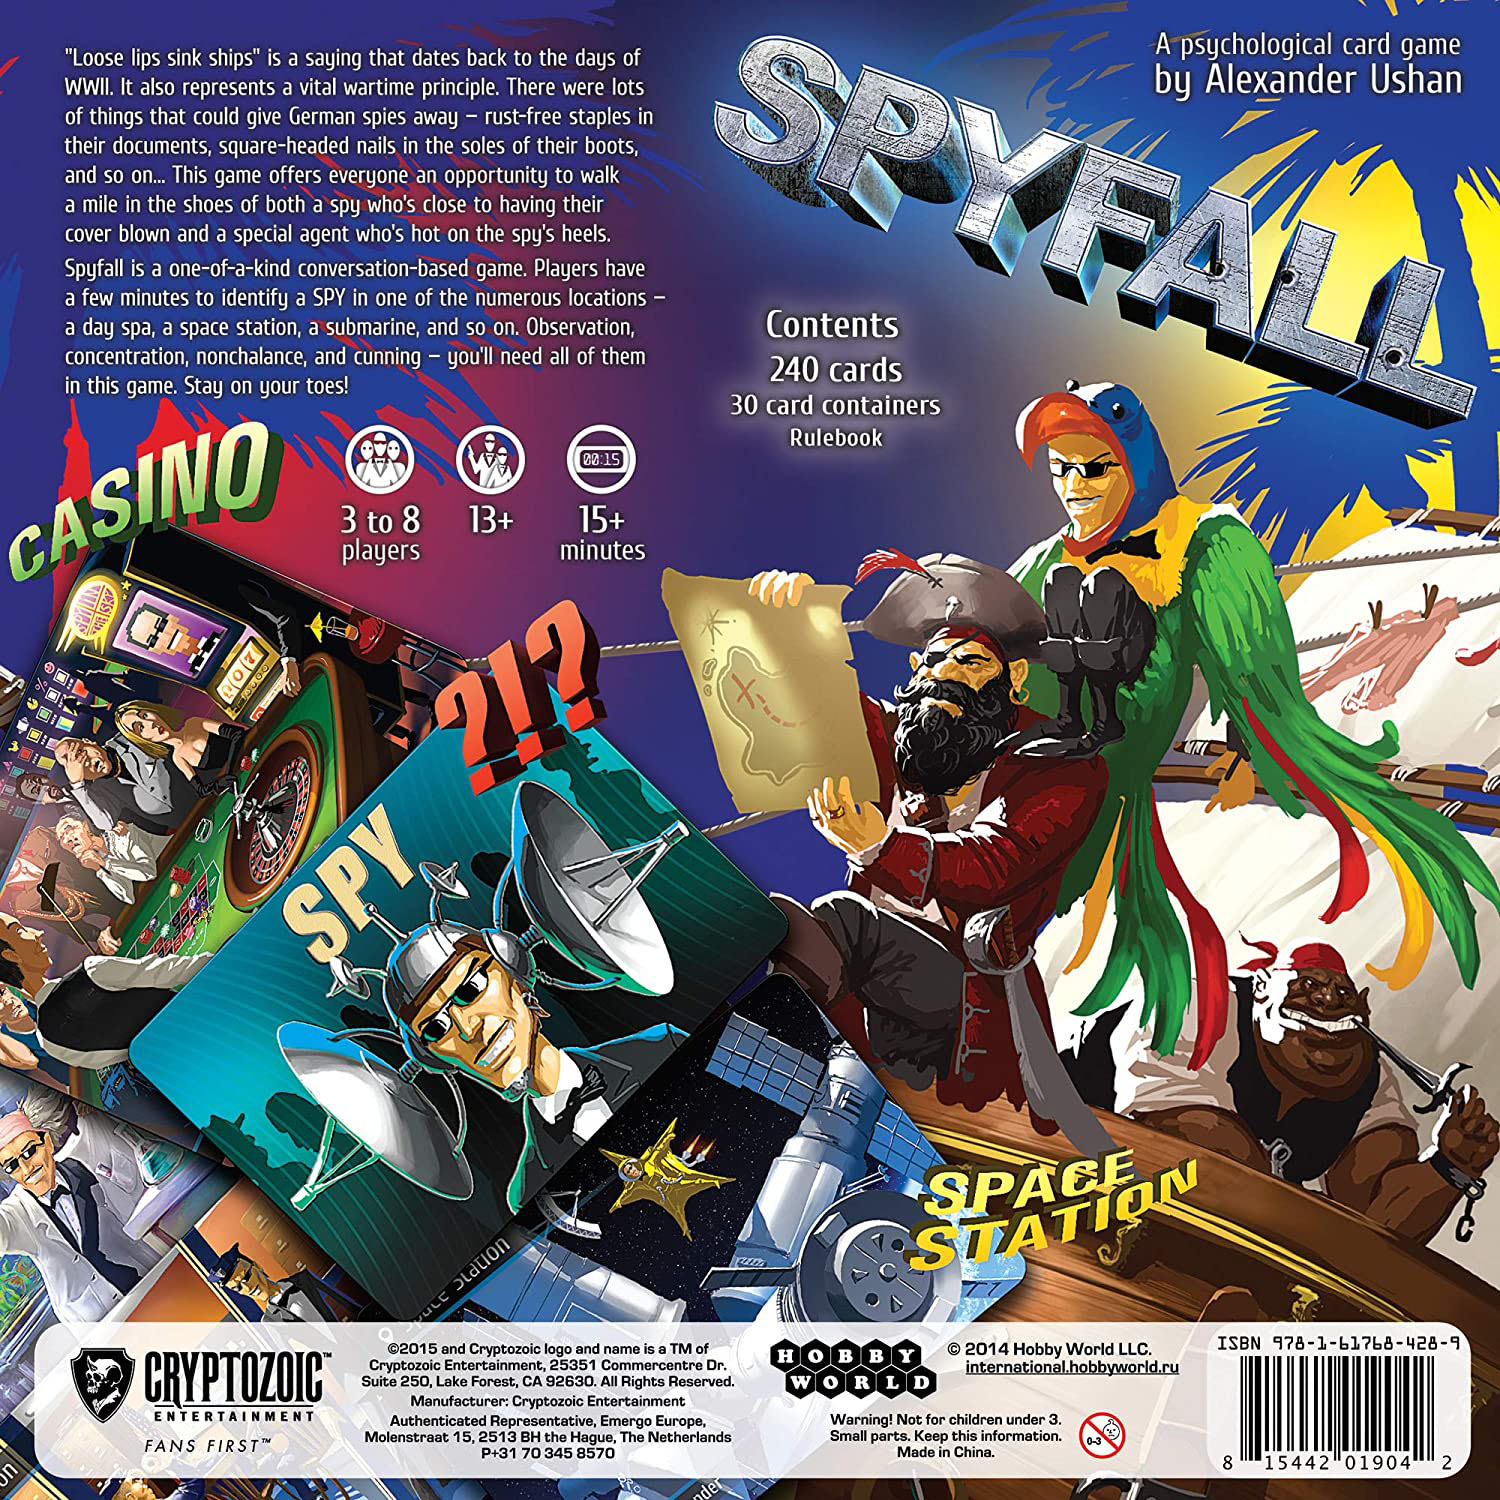 "Loose lips sink ships" is a saying that dates back to the days of
WWII. It also represents a vital wartime principle. There were lots
of things that could give German spies away – rust-free staples in
their documents, square-headed nails in the soles of their boots,
and so on... This game offers everyone an opportunity to walk
a mile in the shoes of both a spy who's close to having their
cover blown and a special agent who's hot on the spy's heels.
Spyfall is a one-of-a-kind conversation-based game. Players have
a few minutes to identify a SPY in one of the numerous locations –
a day spa, a space station, a submarine, and so on. Observation,
concentration, nonchalance, and cunning – you'll need all of them
in this game. Stay on your toes!
A psychological card game
by Alexander Ushan
SPYFALL
Contents
240 cards
30 card containers
Rulebook
CASINO
00:15
3 to 8
players
13+
15+
minutes
?!?
SPY
Space Station
SPACE
STATION
CRYPTOZOIC™
ENTERTAINMENT
FANS FIRST™
©2015 and Cryptozoic logo and name is a TM of
Cryptozoic Entertainment, 25351 Commercentre Dr.
Suite 250, Lake Forest, CA 92630. All Rights Reserved.
Manufacturer: Cryptozoic Entertainment
Authenticated Representative, Emergo Europe,
Molenstraat 15, 2513 BH the Hague, The Netherlands
P+31 70 345 8570
HOBBY
WORLD
© 2014 Hobby World LLC.
international.hobbyworld.ru
Warning! Not for children under 3.
Small parts. Keep this information.
Made in China.
0-3
ISBN 978-1-61768-428-9
8 15442 01904 2